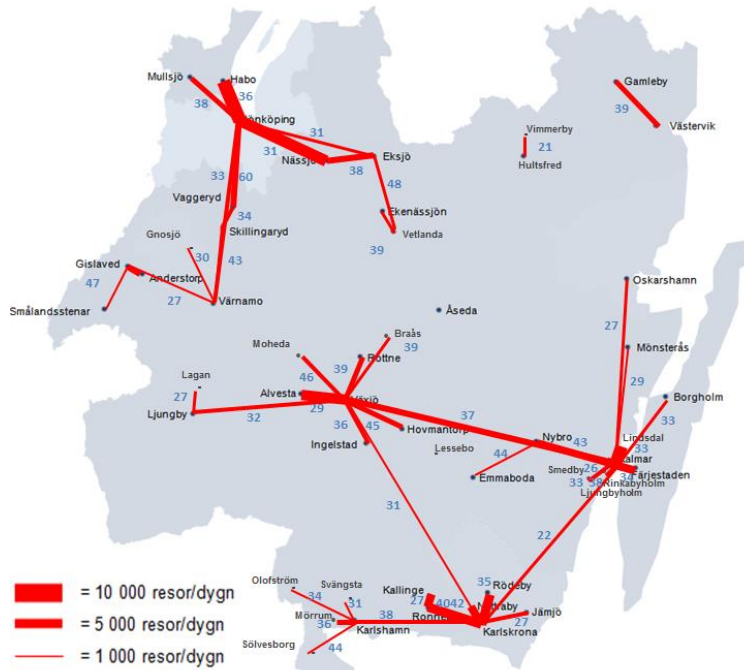 Mullsjö
Habo
38
36
Jönköping
31
31
Nässjö
Eksjö
38
48
Gamleby
39
Västervik
Vimmerby
21
Hultsfred
33
60
Vaggeryd
34
Skillingaryd
Gnosjö
30
43
Ekenässjön
Vetlanda
39
Gislaved
Anderstorp
47
27
Värnamo
Smålandsstenar
Oskarshamn
27
Mönsterås
29
Åseda
Braås
39
Moheda
Rottne
39
46
Lagan
27
Alvesta
Växjö
29
Ljungby
32
36
45
Hovmantorp
Ingelstad
37
Borgholm
33
Nybro
43
Lindsdal
33
Kalmar
Lessebo
44
Emmaboda
Smedby
26
34
Färjestaden
33
38
Rinkabyholm
Ljungbyholm
31
22
Olofström
34
Svängsta
31
Kallinge
27
40
42
35
Rödeby
Nättraby
Mörrum
36
Karlshamn
38
Karlskrona
Jämjö
27
Sölvesborg
44
= 10 000 resor/dygn
= 5 000 resor/dygn
= 1 000 resor/dygn